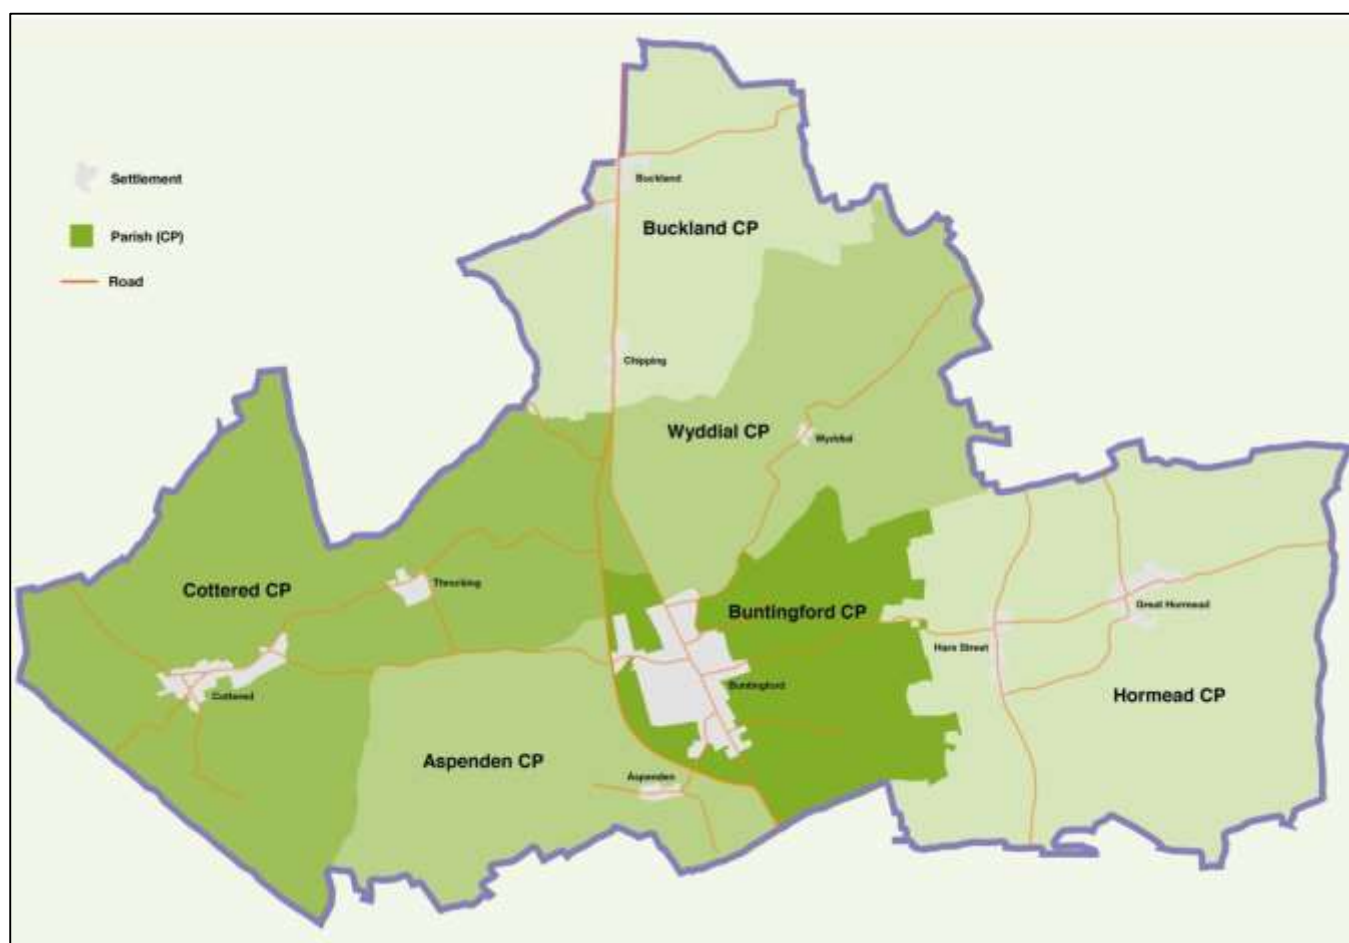 Settlement
Parish (CP)
Road
Buckland
Buckland CP
Chipping
Wyddial CP
Wyddial
Cottered CP
Throcking
Cottered
Buntingford CP
Buntingford
Great Hormead
Hare Street
Hormead CP
Aspenden CP
Aspenden